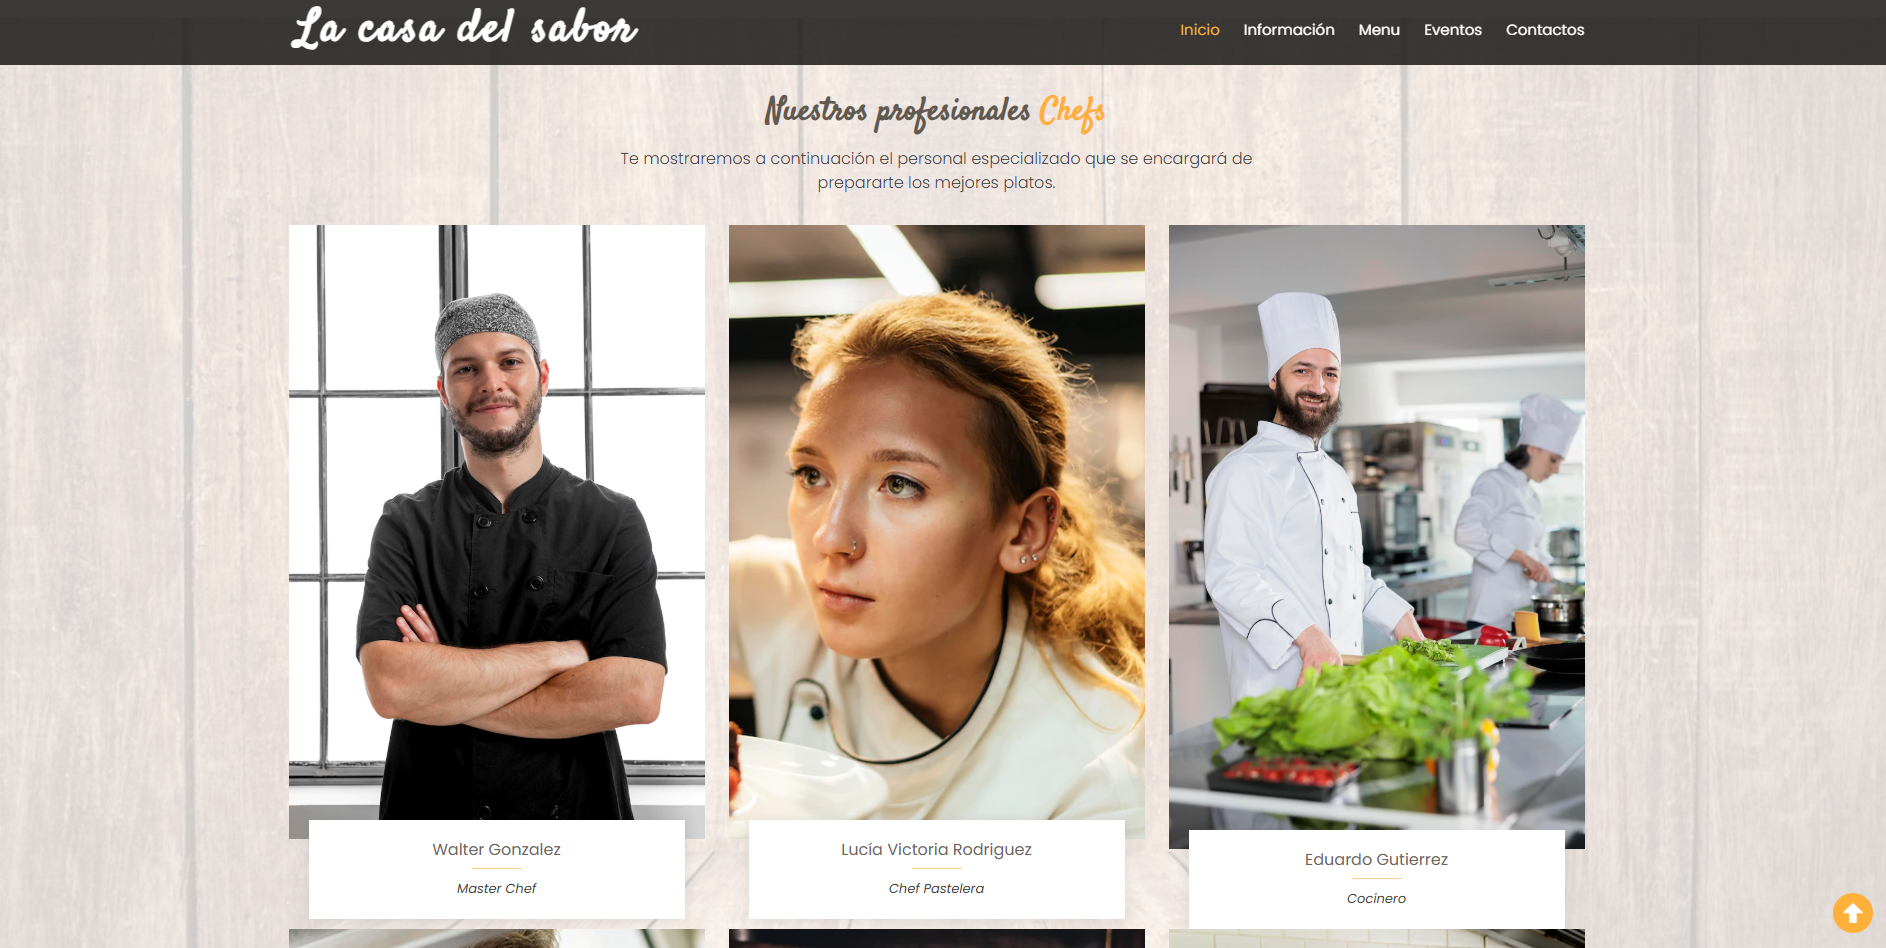 La casa del sabor
Inicio Información Menu Eventos Contactos
Nuestros profesionales Chefs
Te mostraremos a continuación el personal especializado que se encargará de
prepararte los mejores platos.
Walter Gonzalez
Master Chef
Lucía Victoria Rodriguez
Chef Pastelera
Eduardo Gutierrez
Cocinero